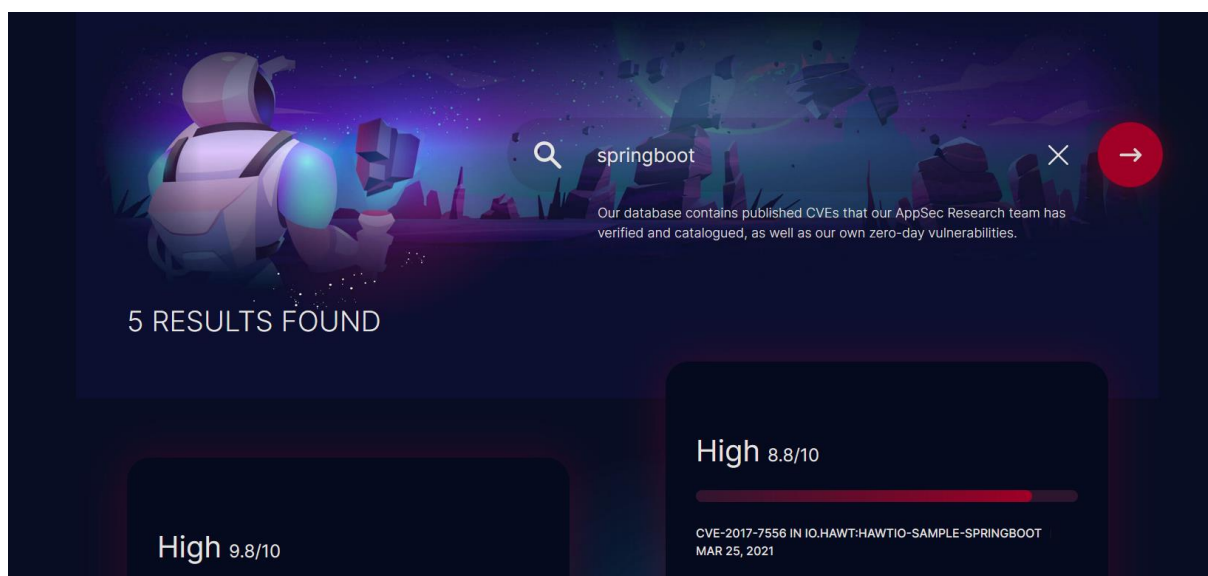 springboot
Our database contains published CVEs that our AppSec Research team has
verified and catalogued, as well as our own zero-day vulnerabilities.
5 RESULTS FOUND
High 8.8/10
CVE-2017-7556 IN IO.HAWT:HAWTIO-SAMPLE-SPRINGBOOT
MAR 25, 2021
High 9.8/10